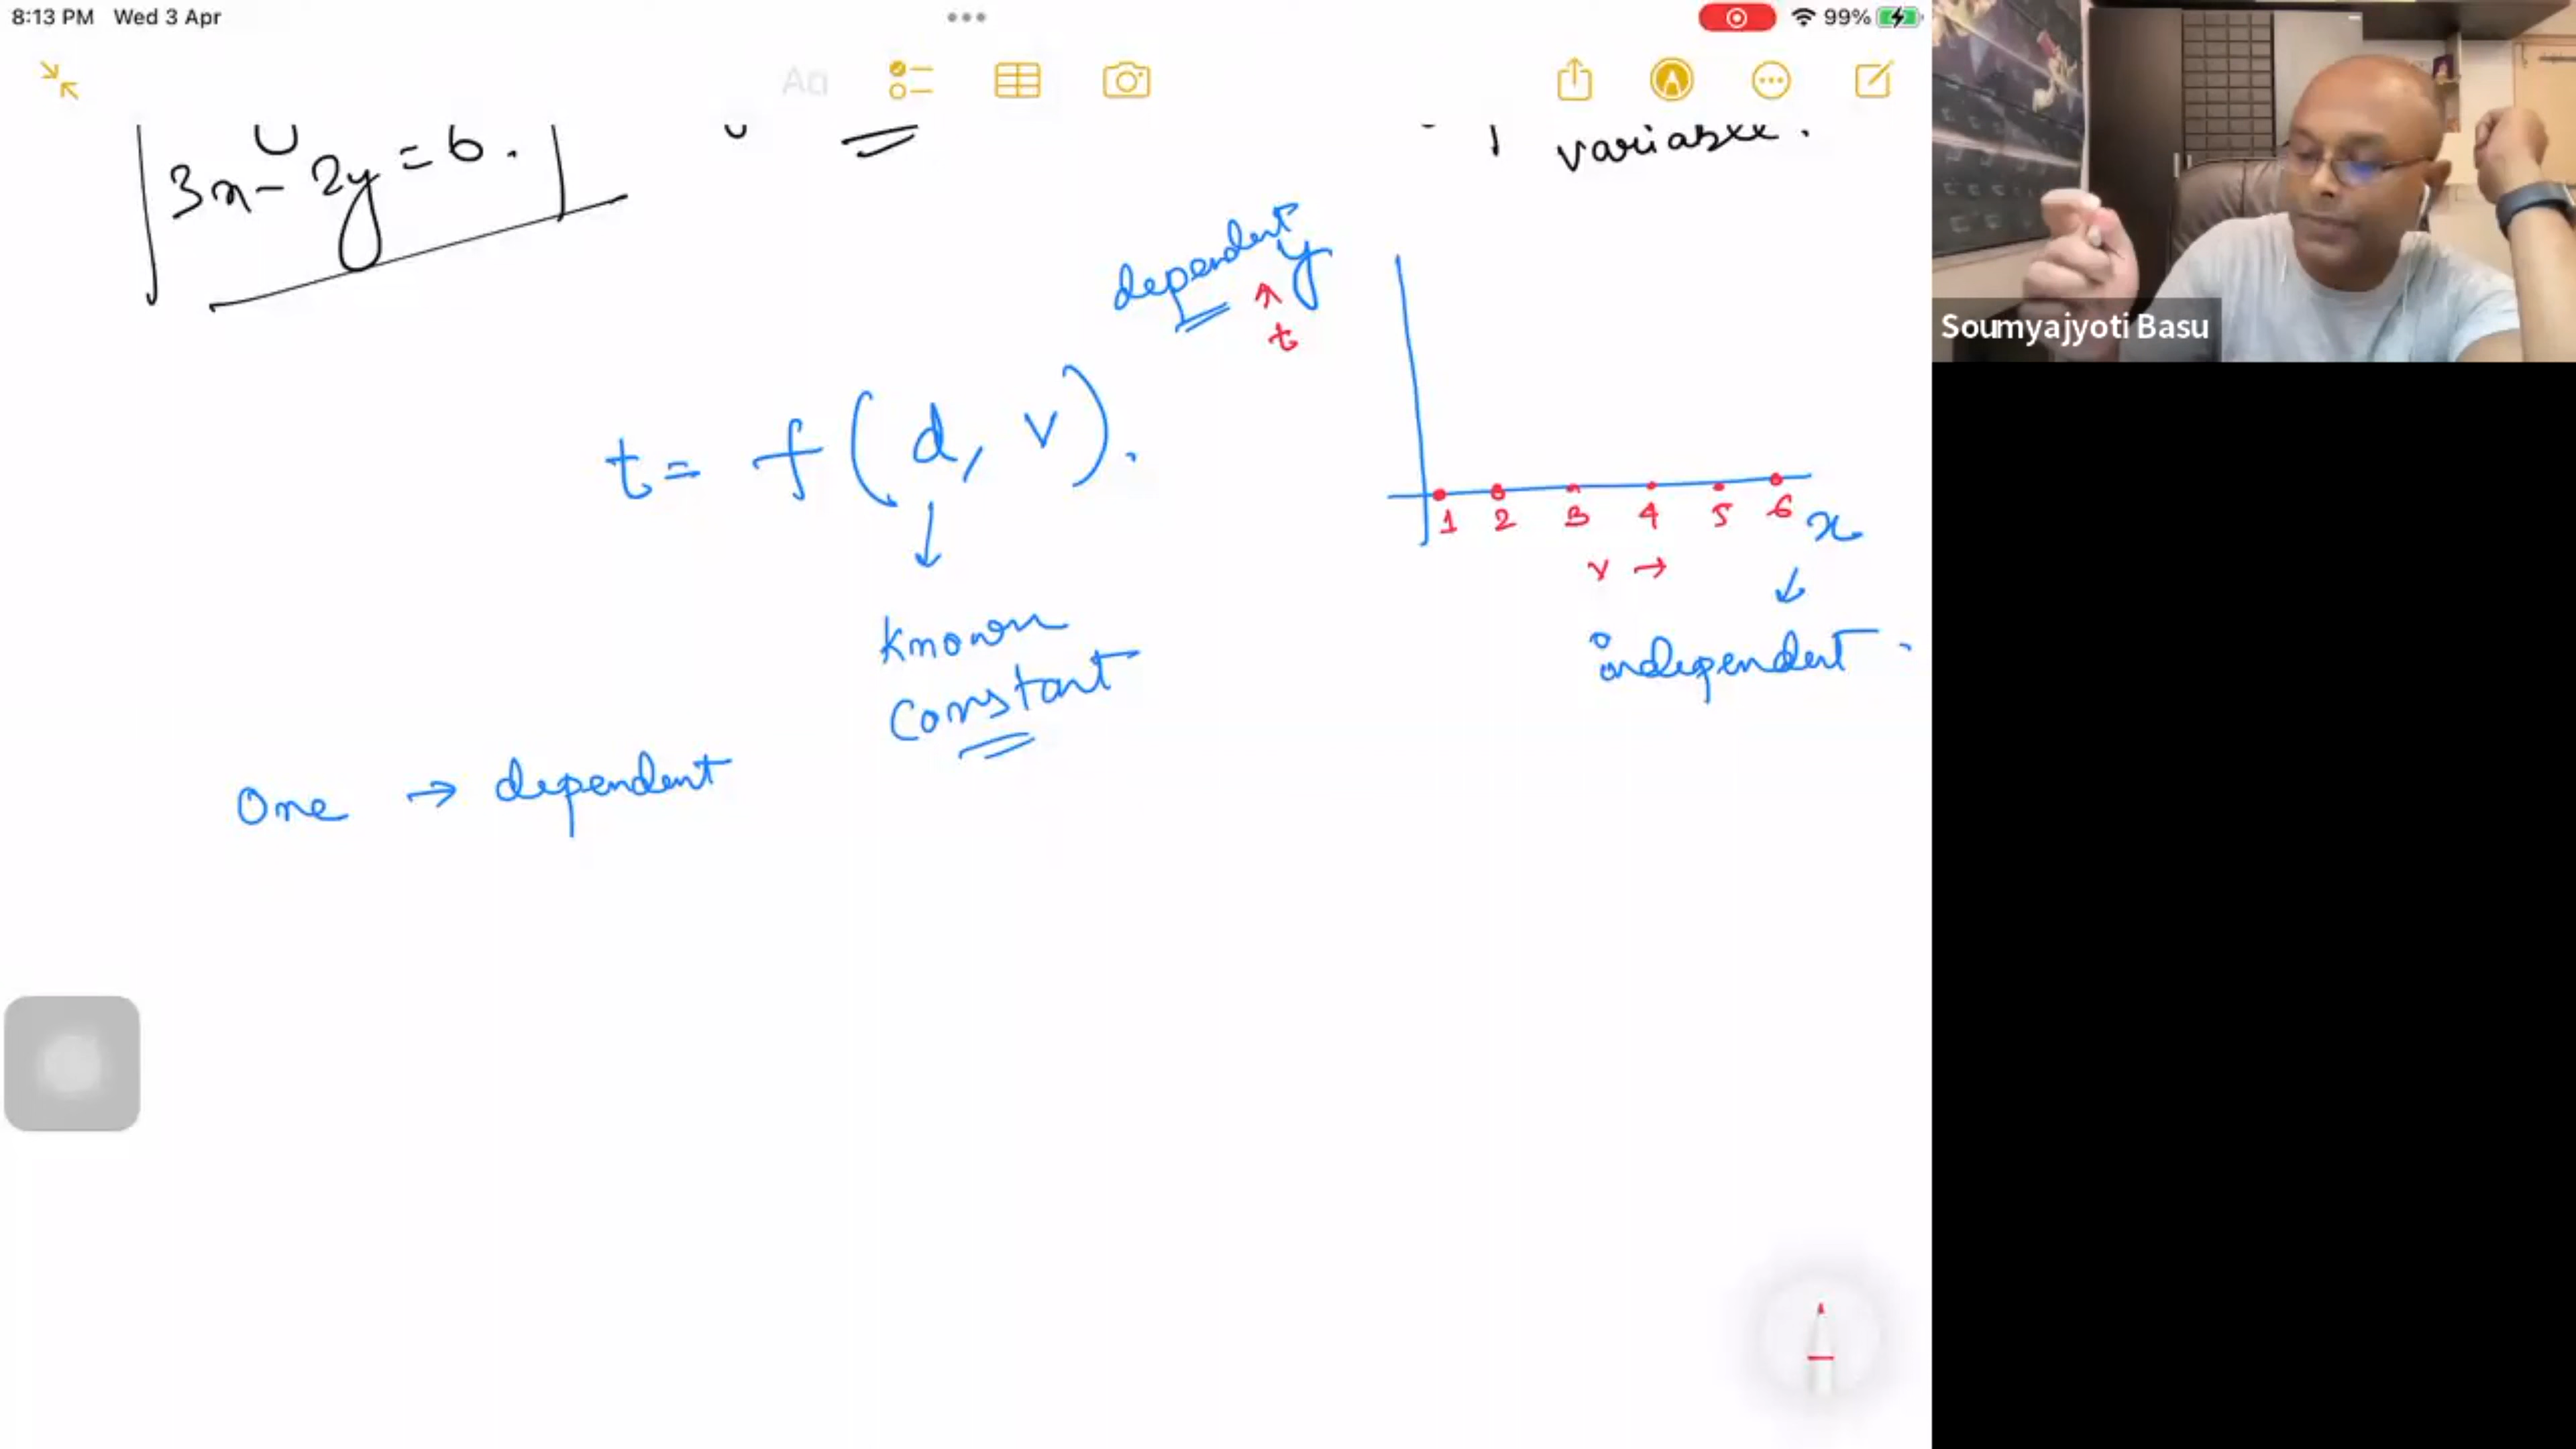 8:13 PM Wed 3 Apr
99%
Aa
3x - 2y = 6.
variable.
Soumyajyoti Basu
dependent y
t
t = f(d, v).
1 2 3 4 5 6 x
v →
known
constant
independent.
One → dependent